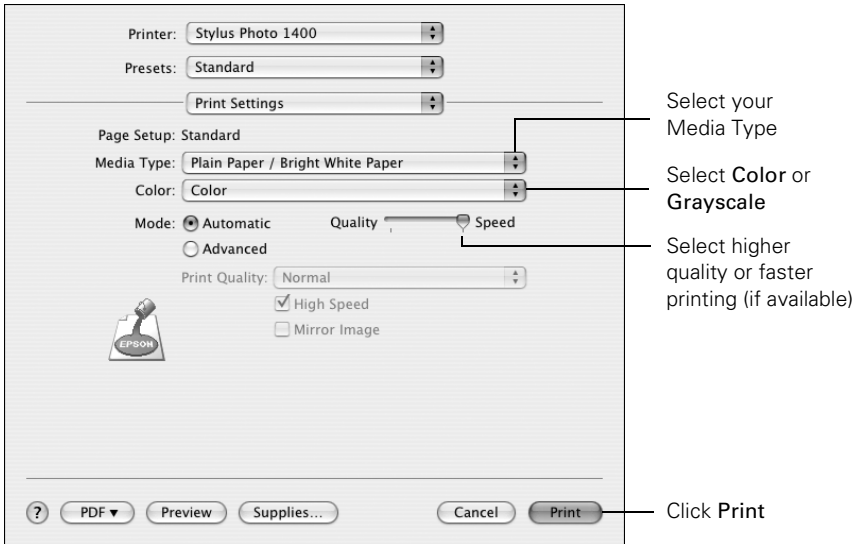 Printer: Stylus Photo 1400
Presets: Standard
Print Settings
Page Setup: Standard
Media Type: Plain Paper / Bright White Paper
Color: Color
Mode: Automatic Quality Speed
Advanced
Print Quality: Normal
High Speed
Mirror Image
EPSON
? PDF▼ Preview Supplies... Cancel Print
Select your
Media Type
Select Color or
Grayscale
Select higher
quality or faster
printing (if available)
Click Print